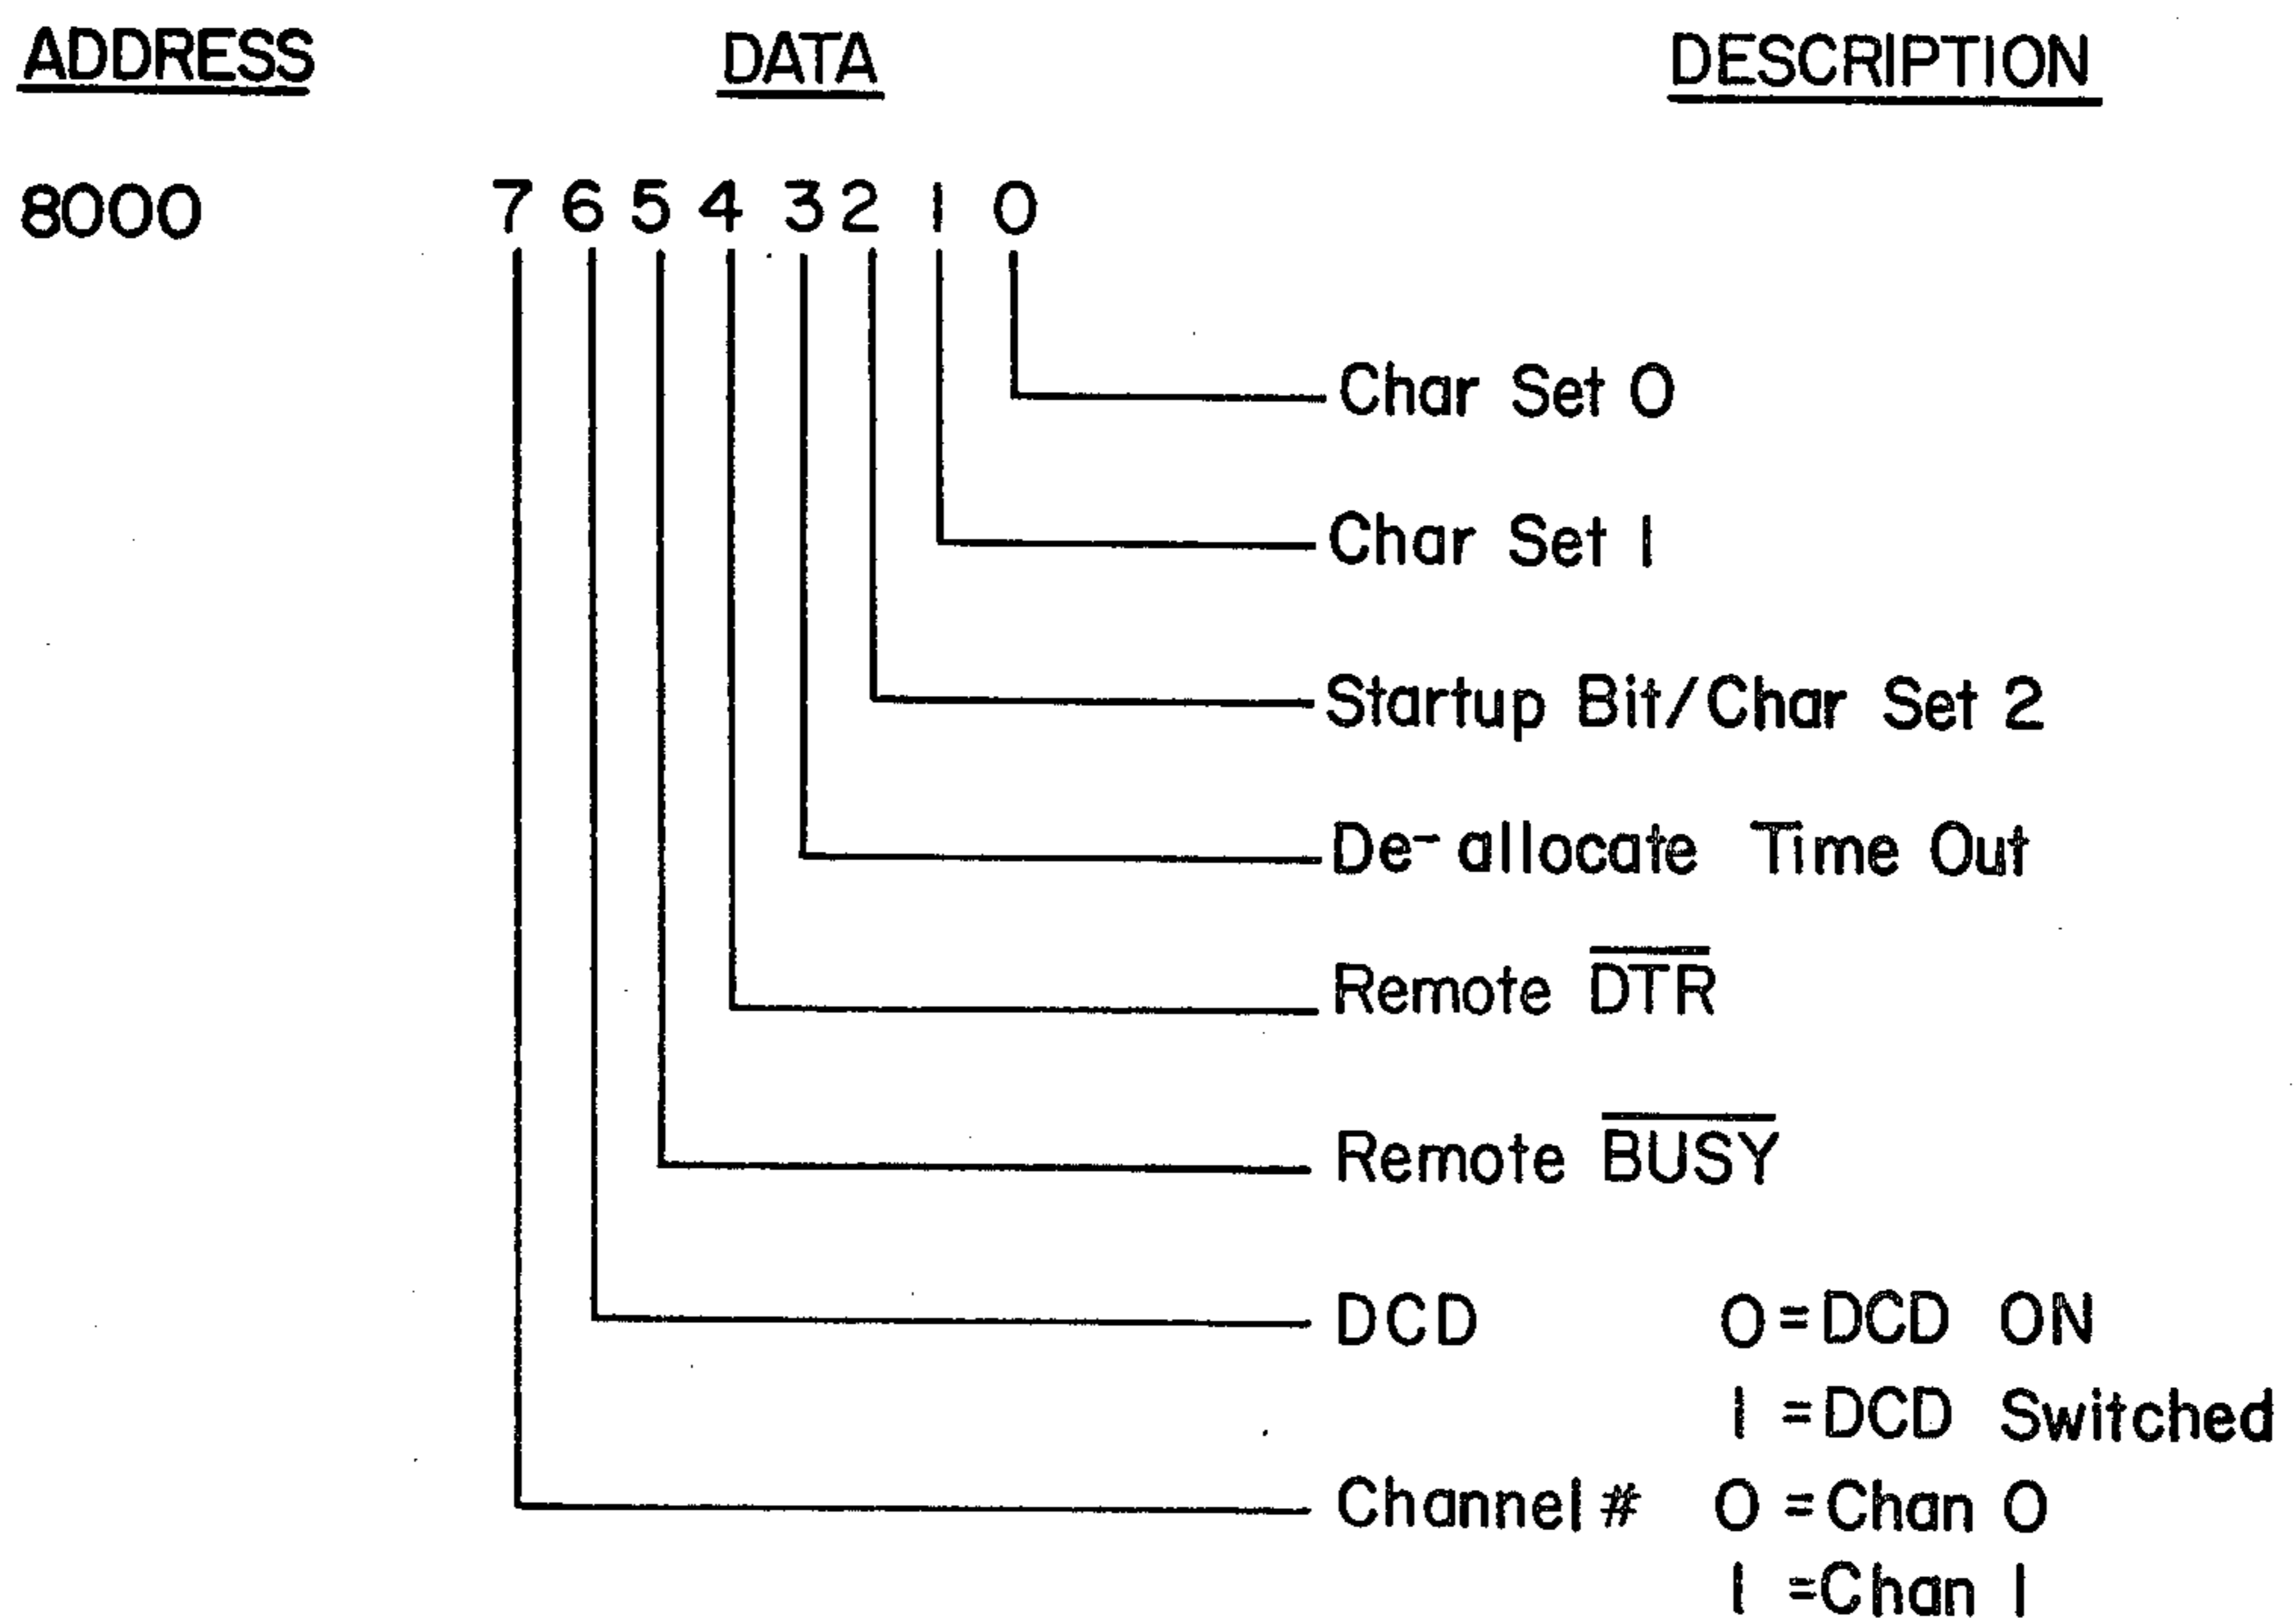 ADDRESS DATA DESCRIPTION
8000 7 6 5 4 3 2 1 0
Char Set 0
Char Set 1
Startup Bit/Char Set 2
De-allocate Time Out
Remote D̅T̅R̅
Remote B̅U̅S̅Y̅
DCD 0=DCD ON
1=DCD Switched
Channel # 0=Chan 0
1=Chan 1